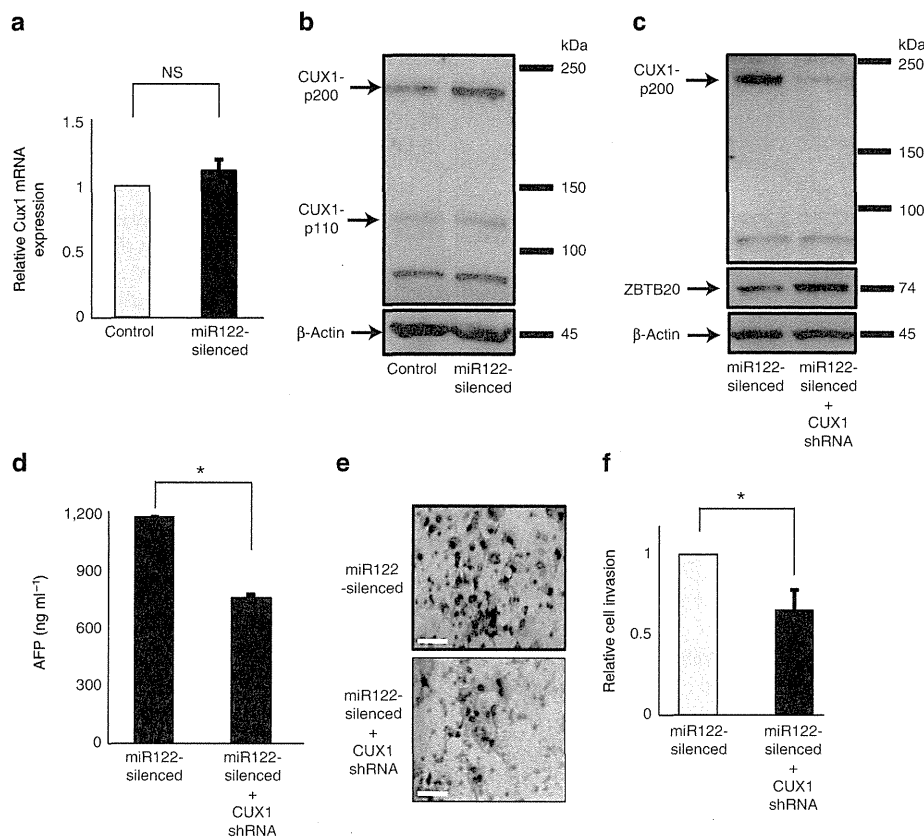 a
NS
Relative Cux1 mRNA
expression
1.5
1
0.5
0
Control
miR122-
silenced
b
kDa
CUX1-
p200
CUX1-
p110
β-Actin
250
150
100
45
Control
miR122-
silenced
c
kDa
CUX1-
p200
ZBTB20
β-Actin
250
150
100
74
45
miR122-
silenced
miR122-
silenced
+
CUX1
shRNA
d
*
AFP (ng ml⁻¹)
1,200
900
600
300
0
miR122-
silenced
miR122-
silenced
+
CUX1
shRNA
e
miR122
-silenced
miR122-
silenced
+
CUX1
shRNA
f
*
Relative cell invasion
1
0.5
0
miR122-
silenced
miR122-
silenced
+
CUX1
shRNA